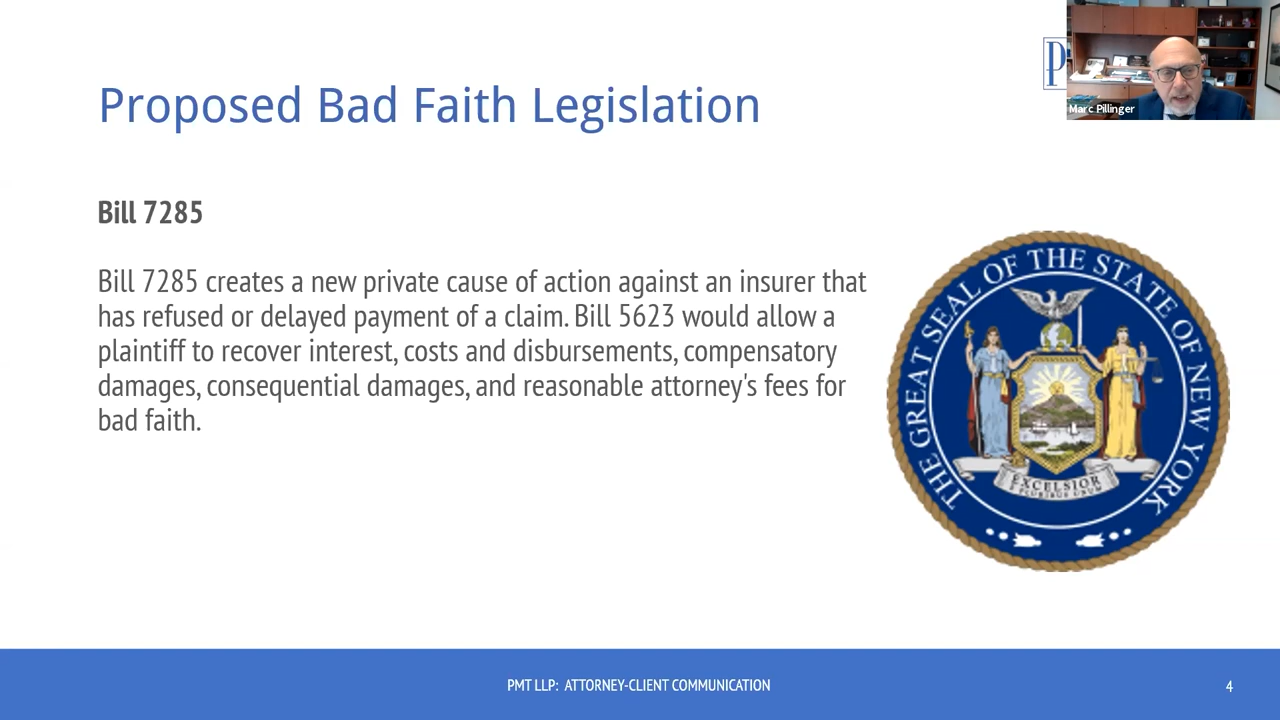 Proposed Bad Faith Legislation
P
Marc Pillinger
Bill 7285
Bill 7285 creates a new private cause of action against an insurer that
has refused or delayed payment of a claim. Bill 5623 would allow a
plaintiff to recover interest, costs and disbursements, compensatory
damages, consequential damages, and reasonable attorney's fees for
bad faith.
THE GREAT SEAL OF THE STATE OF NEW YORK
EXCELSIOR
E PLURIBUS UNUM
PMT LLP: ATTORNEY-CLIENT COMMUNICATION
4